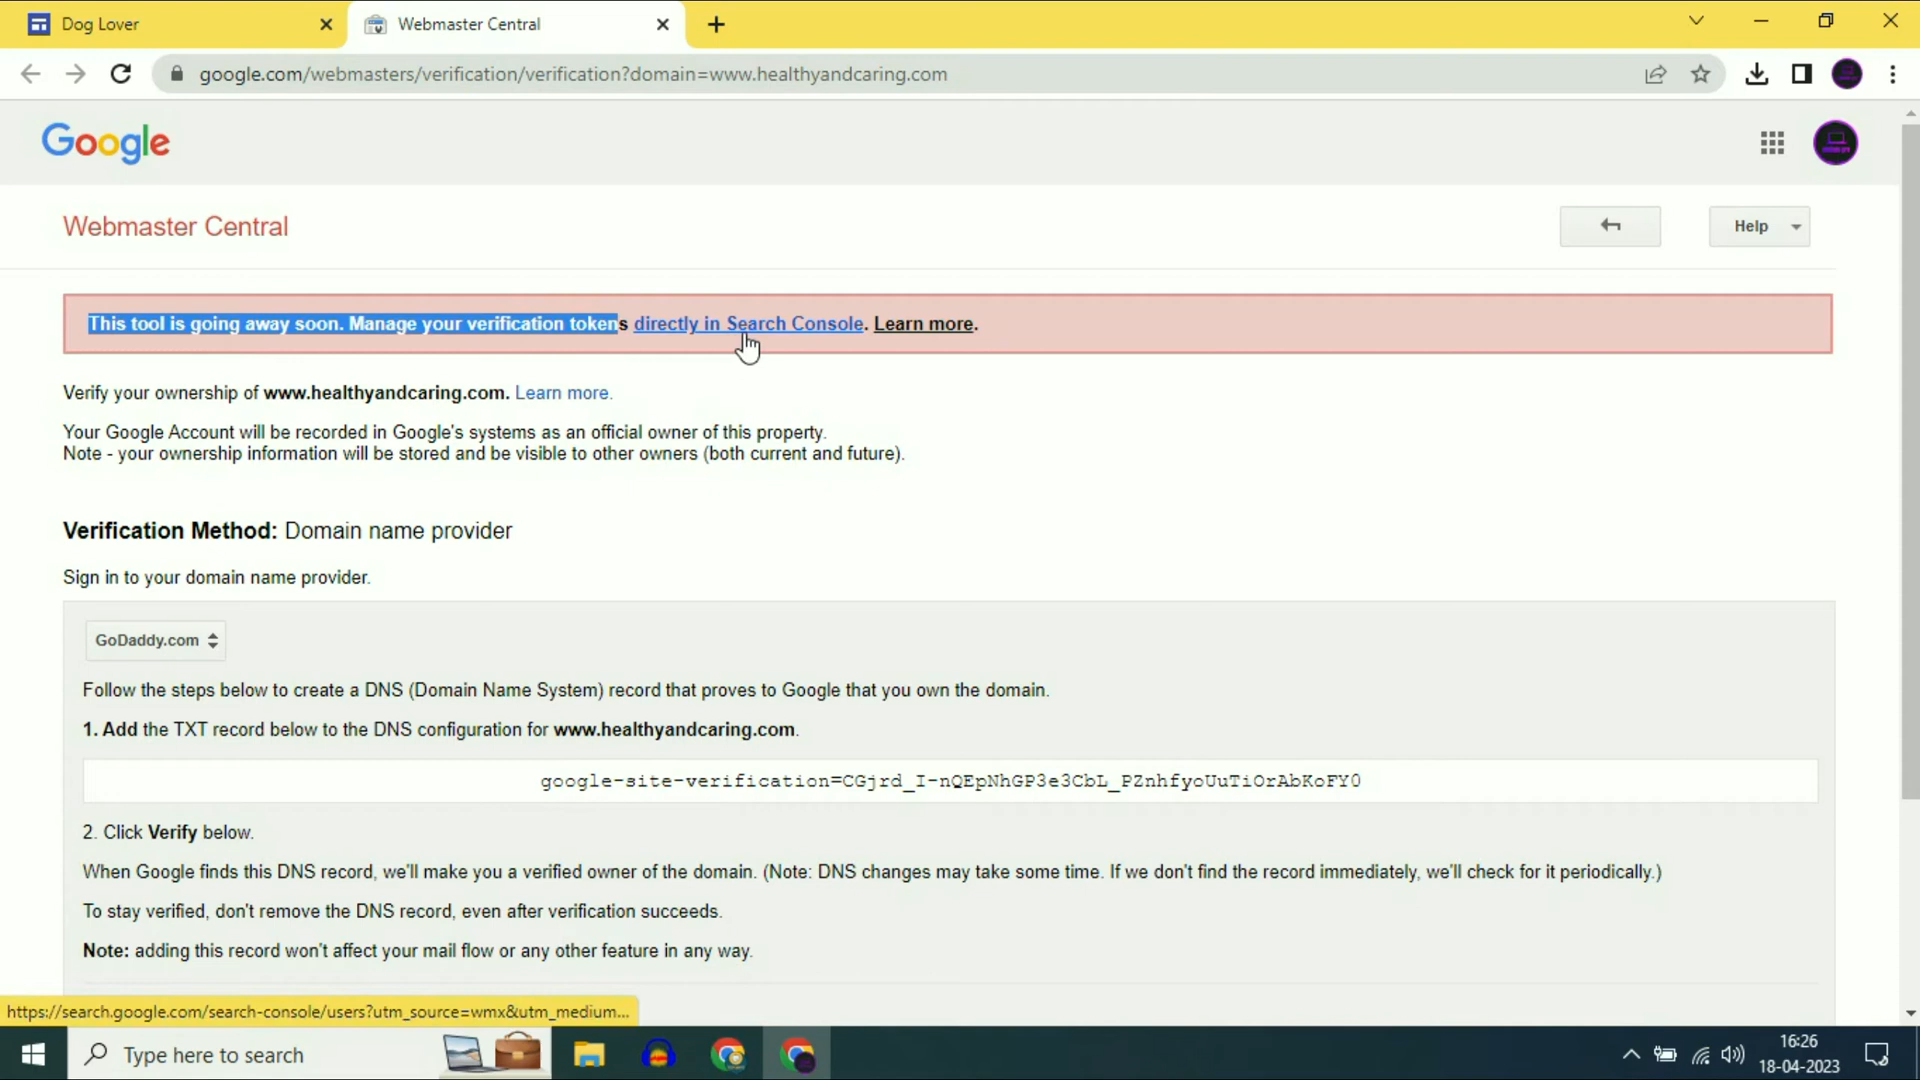 Dog Lover
Webmaster Central
google.com/webmasters/verification/verification?domain=www.healthyandcaring.com
Google
Webmaster Central
Help
This tool is going away soon. Manage your verification tokens directly in Search Console. Learn more.
Verify your ownership of www.healthyandcaring.com. Learn more.
Your Google Account will be recorded in Google's systems as an official owner of this property.
Note - your ownership information will be stored and be visible to other owners (both current and future).
Verification Method: Domain name provider
Sign in to your domain name provider.
GoDaddy.com
Follow the steps below to create a DNS (Domain Name System) record that proves to Google that you own the domain.
1. Add the TXT record below to the DNS configuration for www.healthyandcaring.com.
google-site-verification=CGjrd_I-nQEpNhGP3e3CbL_PZnhfyoUuTiOrAbKoFY0
2. Click Verify below.
When Google finds this DNS record, we'll make you a verified owner of the domain. (Note: DNS changes may take some time. If we don't find the record immediately, we'll check for it periodically.)
To stay verified, don't remove the DNS record, even after verification succeeds.
Note: adding this record won't affect your mail flow or any other feature in any way.
https://search.google.com/search-console/users?utm_source=wmx&utm_medium...
Type here to search
16:26
18-04-2023